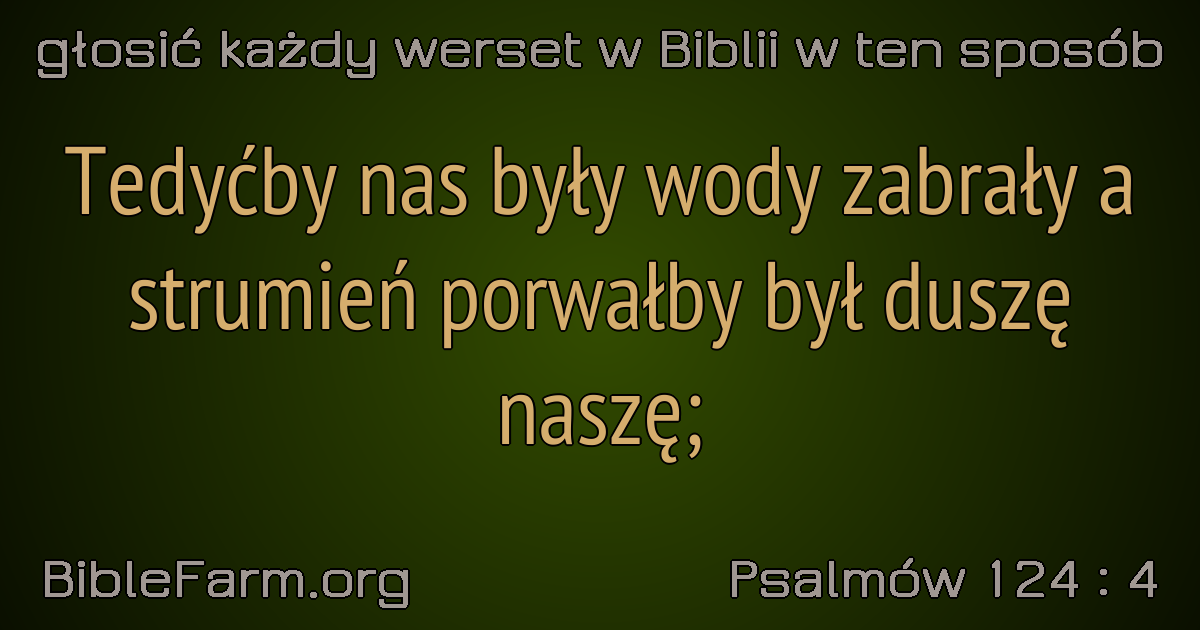 głosić każdy werset w Biblii w ten sposób
Tedyćby nas były wody zabrały a
strumień porwałby był duszę
naszę;
BibleFarm.org
Psalmów 124 : 4